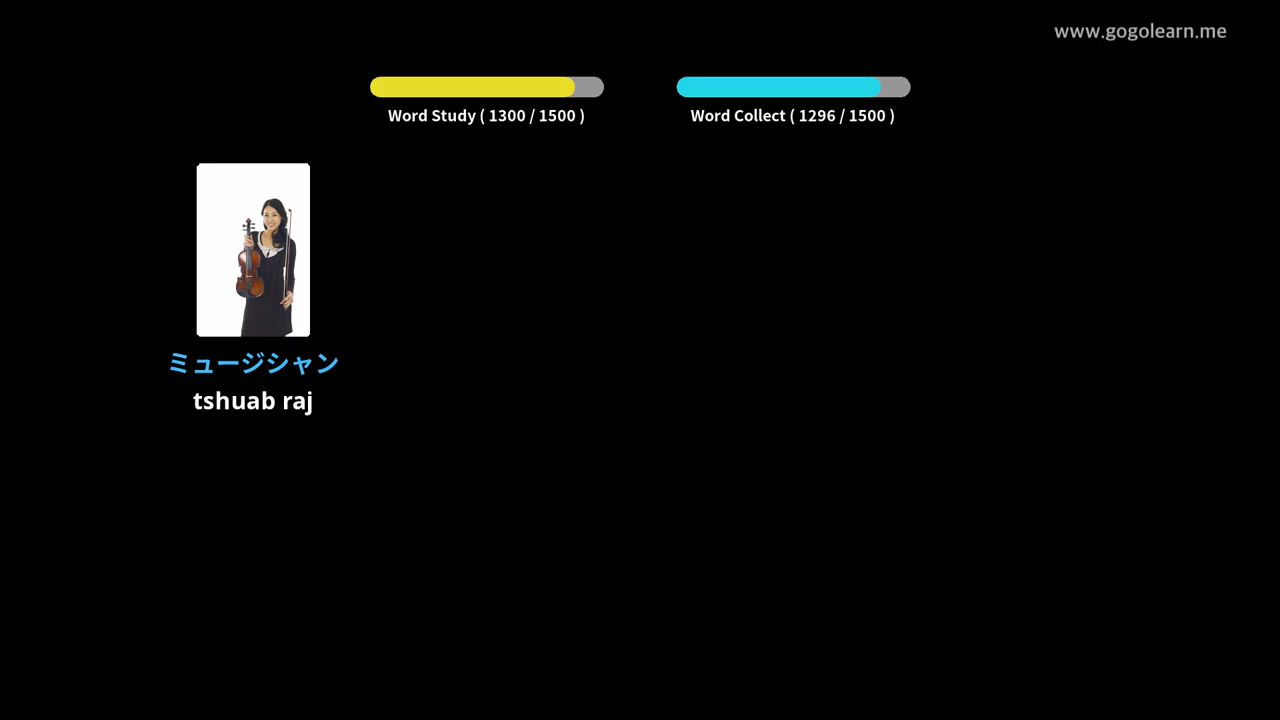 www.gogolearn.me
Word Study ( 1300 / 1500 )
Word Collect ( 1296 / 1500 )
ミュージシャン
tshuab raj